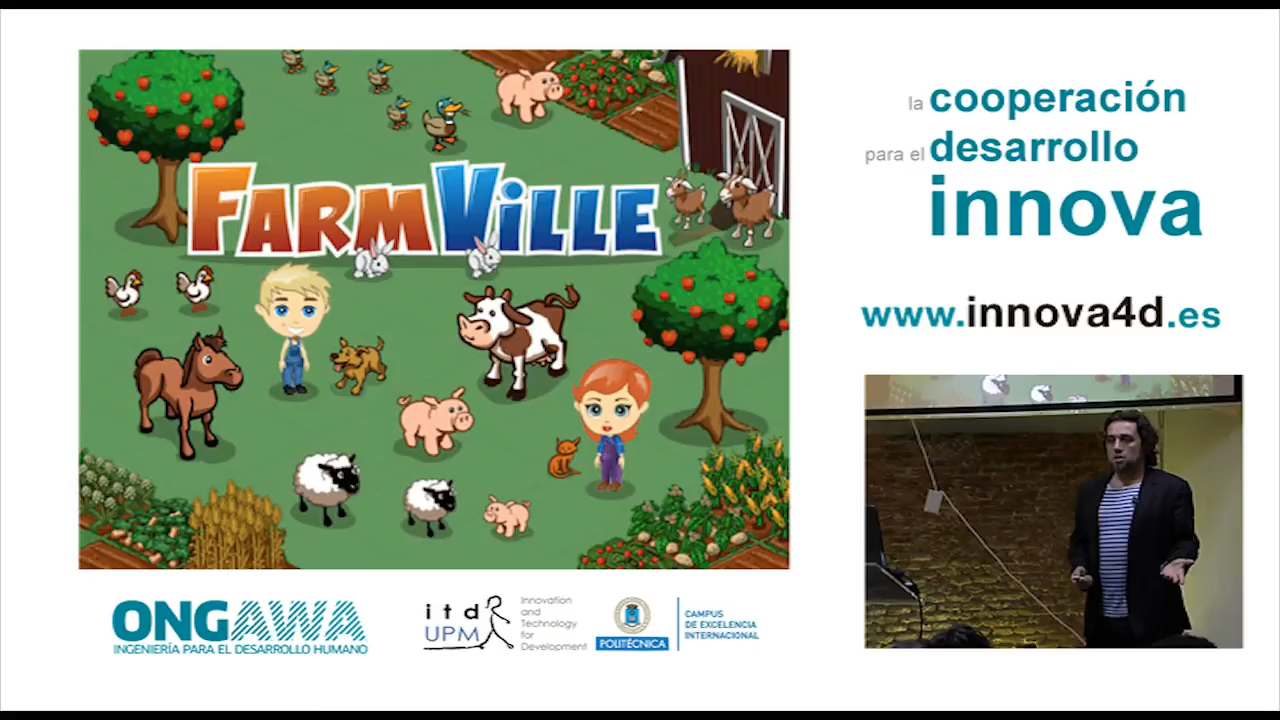 FARMVILLE
la cooperación
para el desarrollo
innova
www.innova4d.es
ONGAWA
INGENIERÍA PARA EL DESARROLLO HUMANO
itd
UPM
Innovation
and
Technology
for
Development
POLITÉCNICA
CAMPUS
DE EXCELENCIA
INTERNACIONAL